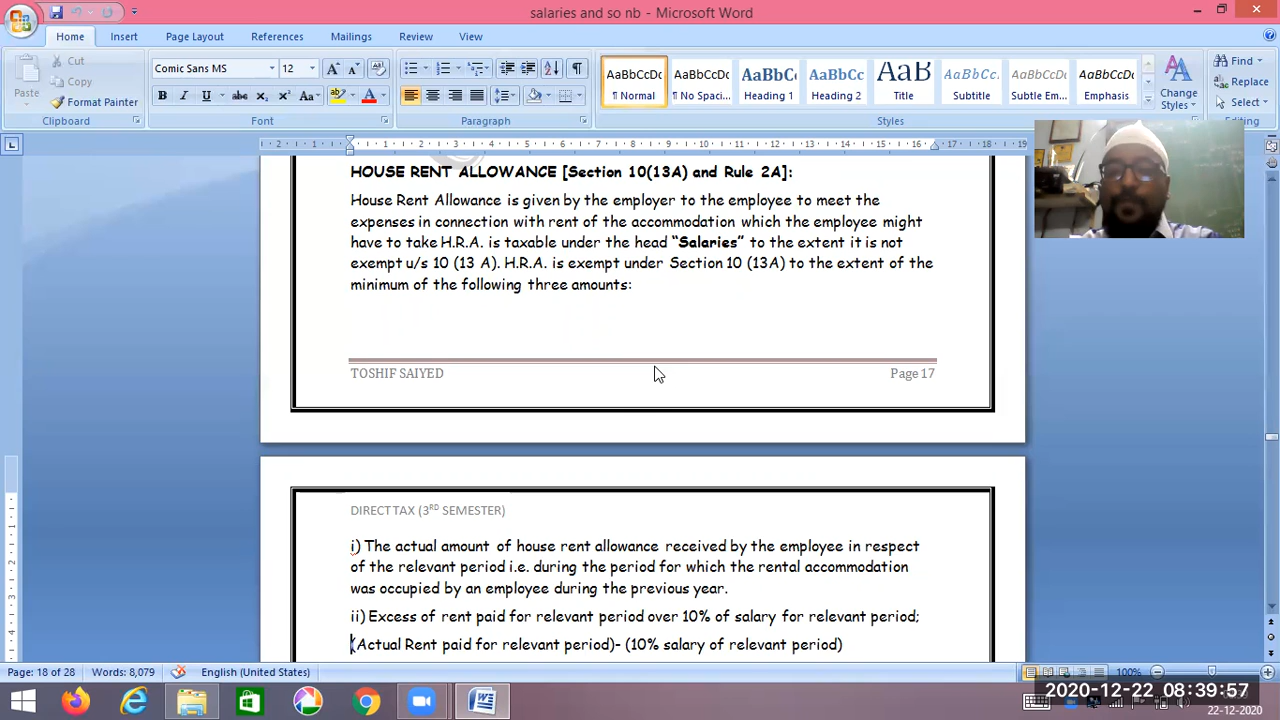 salaries and so nb - Microsoft Word
Home Insert Page Layout References Mailings Review View
Paste Cut Copy Format Painter
Comic Sans MS 12
AaBbCcDc AaBbCcDc AaBbC AaBbCc AaB AaBbCc AaBbCcDc AaBbCcDc
¶ Normal ¶ No Spaci... Heading 1 Heading 2 Title Subtitle Subtle Em... Emphasis
Change Styles
Find Replace Select
Clipboard Font Paragraph Styles Editing
HOUSE RENT ALLOWANCE [Section 10(13A) and Rule 2A]:
House Rent Allowance is given by the employer to the employee to meet the
expenses in connection with rent of the accommodation which the employee might
have to take H.R.A. is taxable under the head “Salaries” to the extent it is not
exempt u/s 10 (13 A). H.R.A. is exempt under Section 10 (13A) to the extent of the
minimum of the following three amounts:
TOSHIF SAIYED Page 17
DIRECT TAX (3RD SEMESTER)
i) The actual amount of house rent allowance received by the employee in respect
of the relevant period i.e. during the period for which the rental accommodation
was occupied by an employee during the previous year.
ii) Excess of rent paid for relevant period over 10% of salary for relevant period;
(Actual Rent paid for relevant period)- (10% salary of relevant period)
Page: 18 of 28 Words: 8,079 English (United States) 100%
2020-12-22 08:39:57
22-12-2020